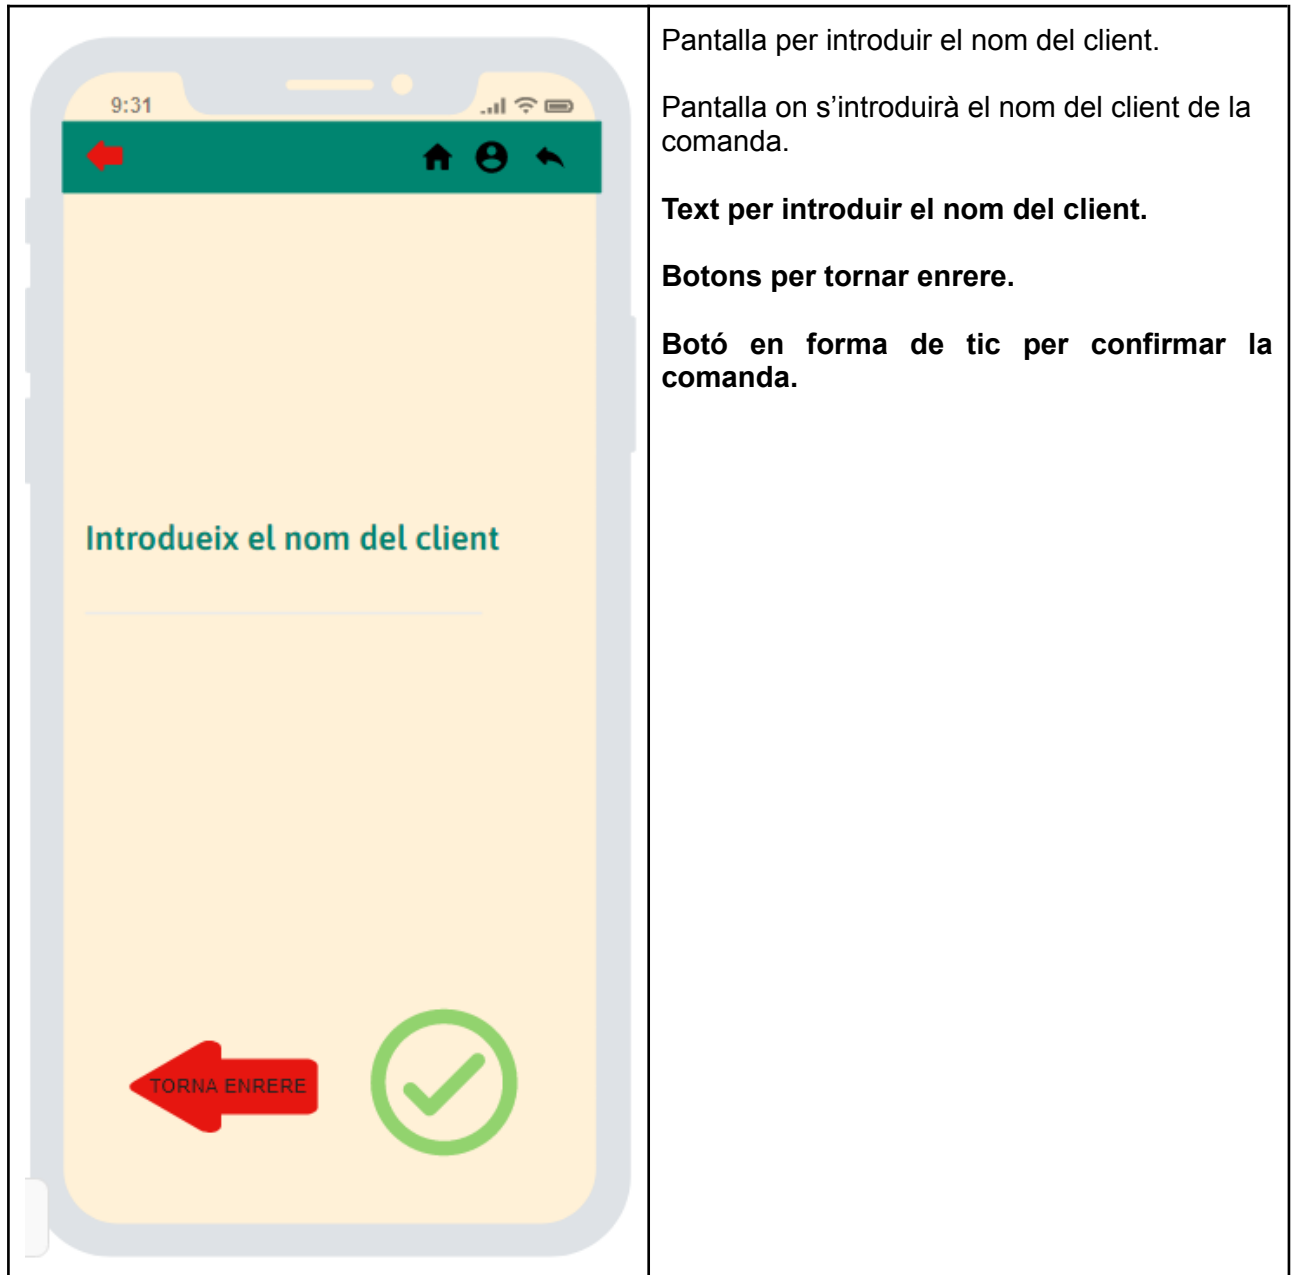 9:31
Introdueix el nom del client
TORNA ENRERE
Pantalla per introduir el nom del client.
Pantalla on s’introduirà el nom del client de la
comanda.
Text per introduir el nom del client.
Botons per tornar enrere.
Botó en forma de tic per confirmar la
comanda.